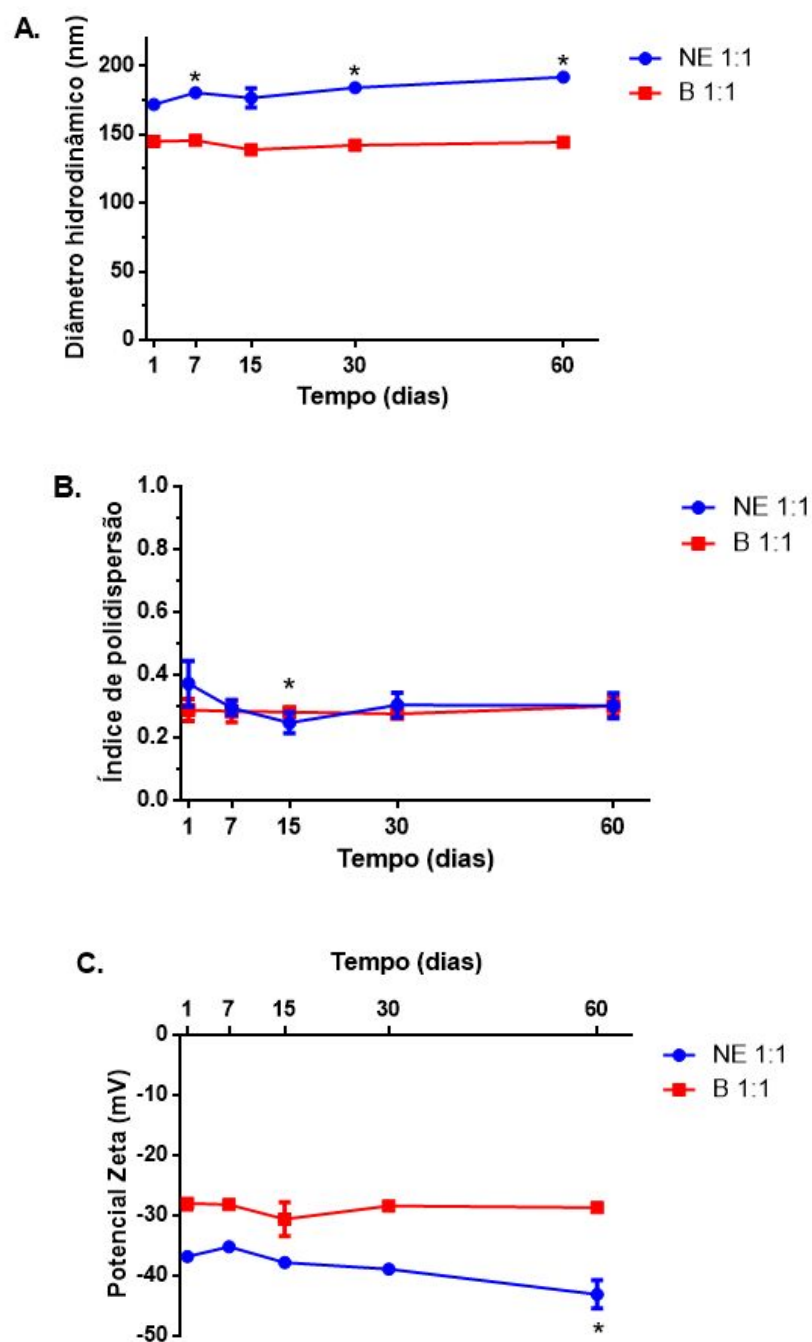 A.
Diâmetro hidrodinâmico (nm)
200
150
100
50
0
*
*
*
1 7 15 30 60
Tempo (dias)
NE 1:1
B 1:1
B.
Índice de polidispersão
1.0
0.8
0.6
0.4
0.2
0.0
*
1 7 15 30 60
Tempo (dias)
NE 1:1
B 1:1
C.
Tempo (dias)
1 7 15 30 60
Potencial Zeta (mV)
0
-10
-20
-30
-40
-50
*
NE 1:1
B 1:1